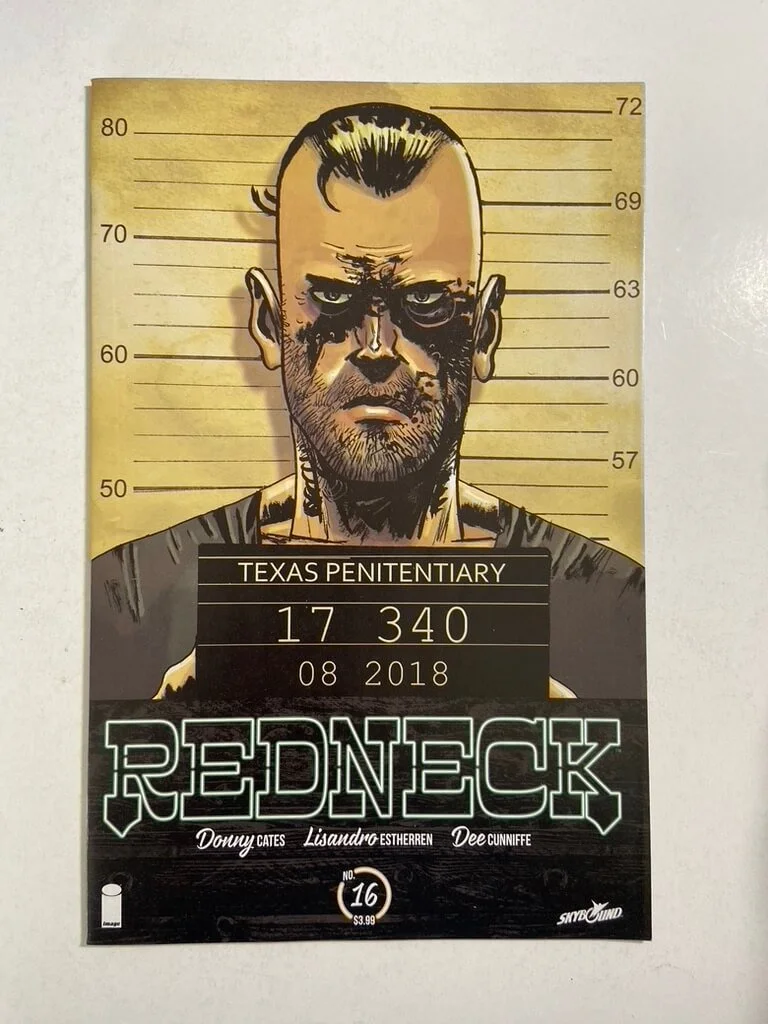 80
70
60
50
72
69
63
60
57
TEXAS PENITENTIARY
17 340
08 2018
REDNECK
Donny CATES Lisandro ESTHERREN Dee CUNNIFFE
NO.
16
$3.99
image
SKYBOUND